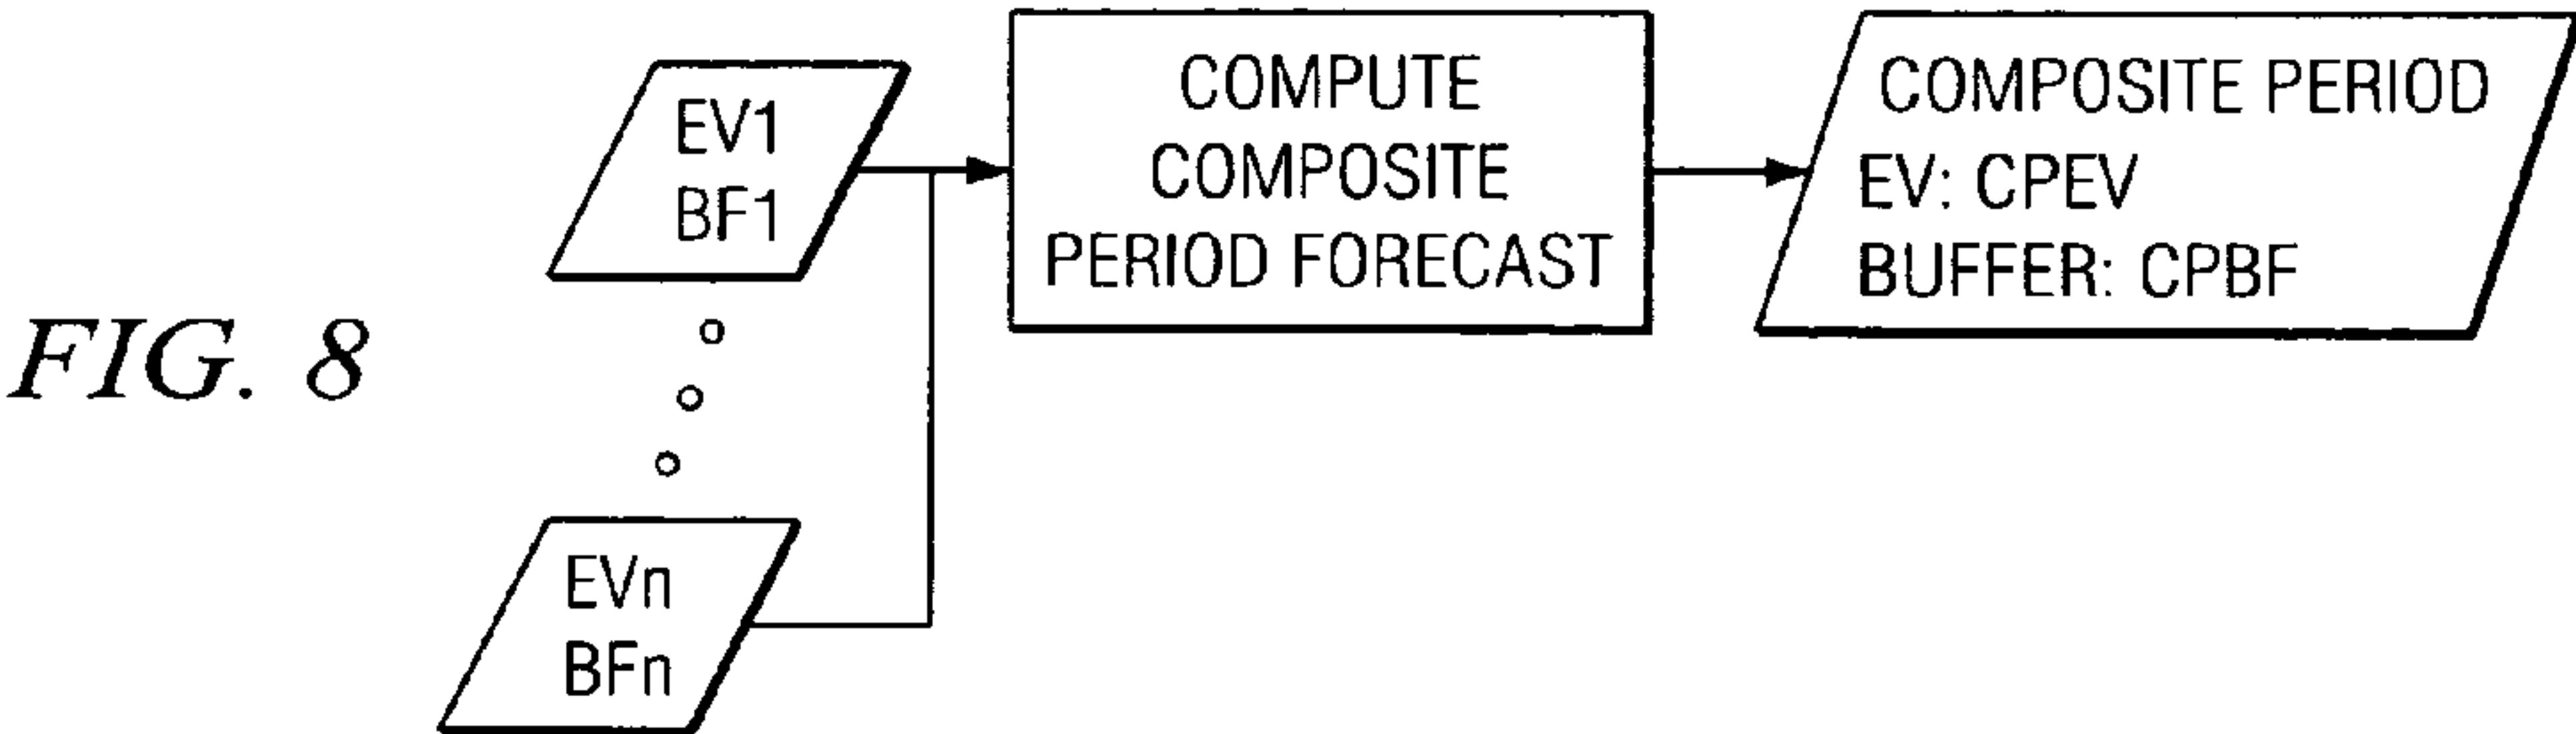 EV1
BF1
COMPUTE
COMPOSITE
PERIOD FORECAST
COMPOSITE PERIOD
EV: CPEV
BUFFER: CPBF
FIG. 8
EVn
BFn